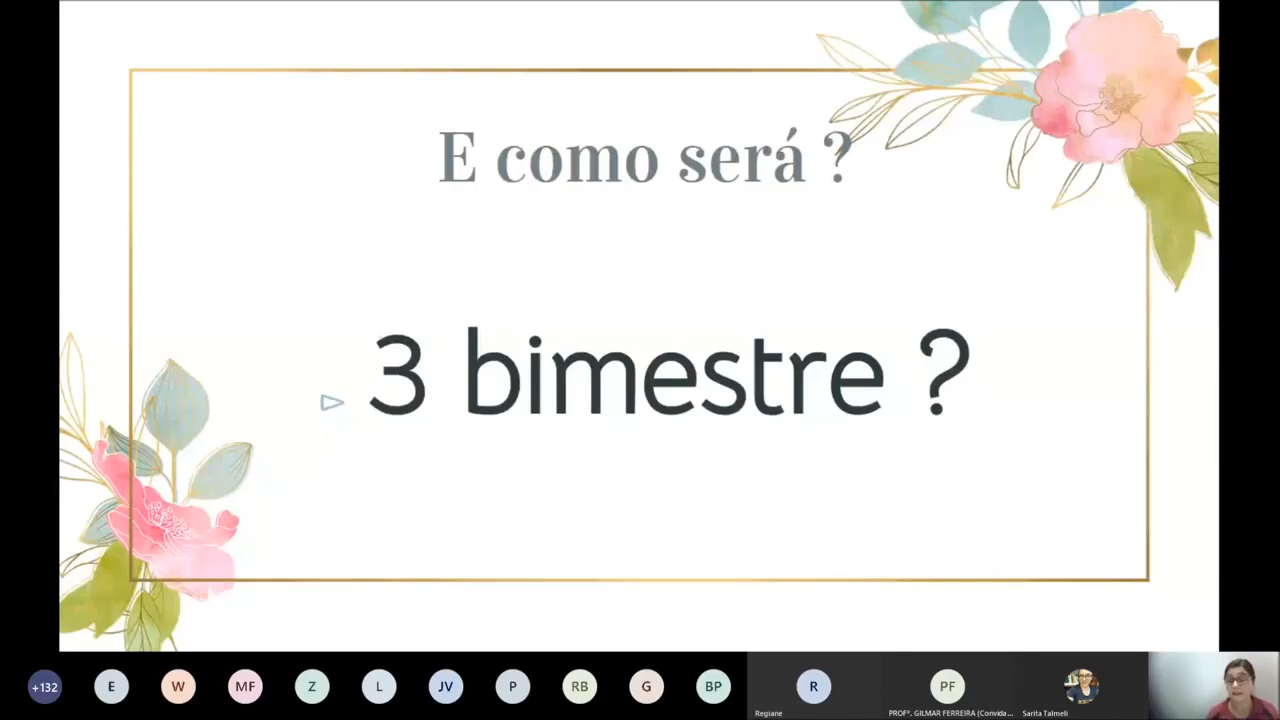 E como será ?
3 bimestre ?
+132
E
W
MF
Z
L
JV
P
RB
G
BP
R
PF
Regiane
PROFº. GILMAR FERREIRA (Convida...
Sarita Talmeli